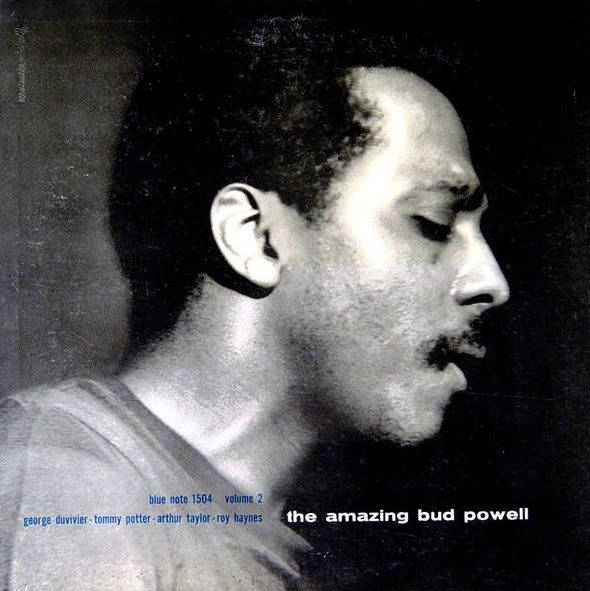 blue note 1504 volume 2
george duvivier - tommy potter - arthur taylor - roy haynes
the amazing bud powell